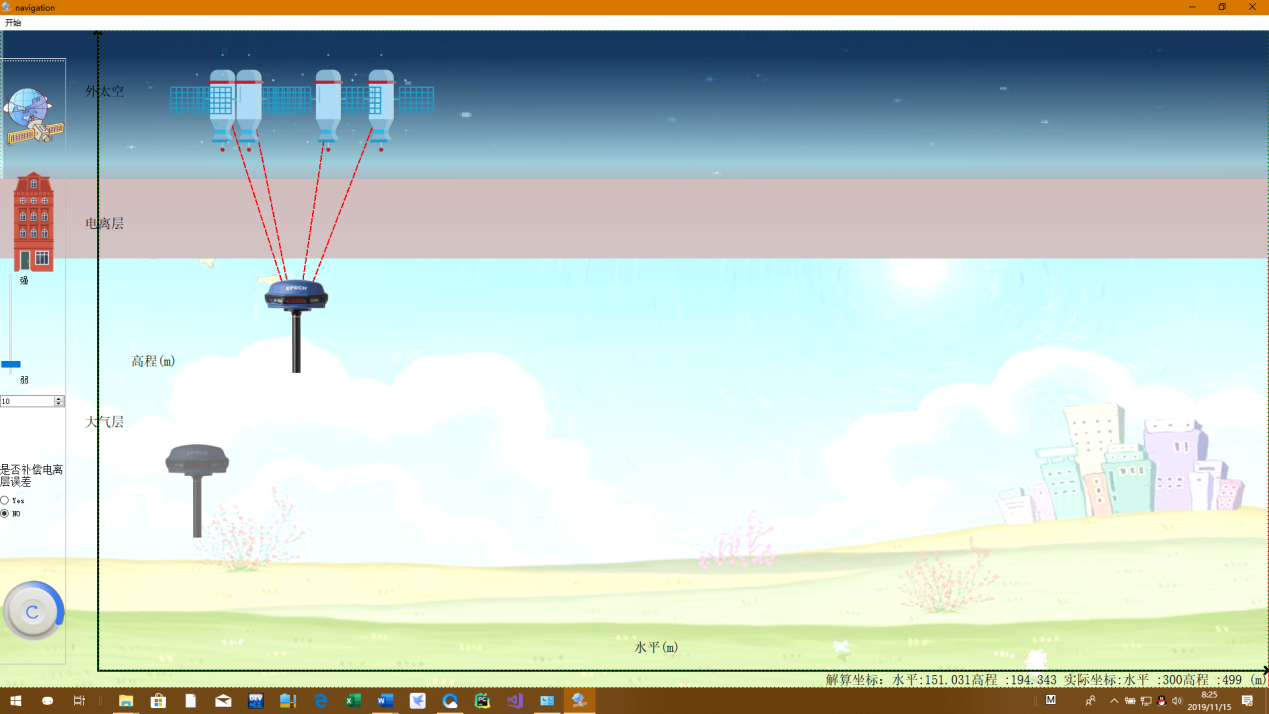 navigation
开始
外太空
电离层
强
EPOCH
高程(m)
弱
10
大气层
EPOCH
是否补偿电离
层误差
Yes
NO
水平(m)
解算坐标: 水平:151.031高程 :194.343 实际坐标:水平 :300高程 :499 (m)
M
8:25
2019/11/15